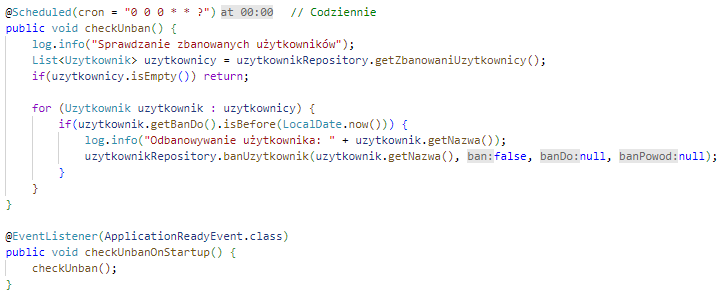 @Scheduled(cron = "0 0 0 * * ?") at 00:00 // Codziennie
public void checkUnban() {
    log.info("Sprawdzanie zbanowanych użytkowników");
    List<Uzytkownik> uzytkownicy = uzytkownikRepository.getZbanowaniUzytkownicy();
    if(uzytkownicy.isEmpty()) return;

    for (Uzytkownik uzytkownik : uzytkownicy) {
        if(uzytkownik.getBanDo().isBefore(LocalDate.now())) {
            log.info("Odbanowywanie użytkownika: " + uzytkownik.getNazwa());
            uzytkownikRepository.banUzytkownik(uzytkownik.getNazwa(), ban:false, banDo:null, banPowod:null);
        }
    }
}

@EventListener(ApplicationReadyEvent.class)
public void checkUnbanOnStartup() {
    checkUnban();
}